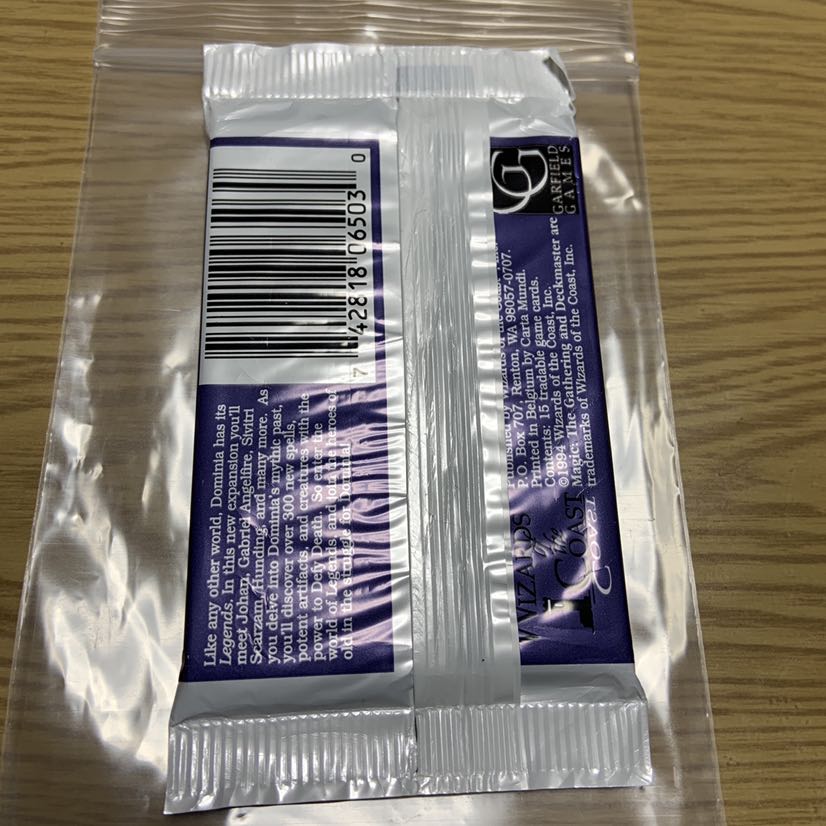 7 42818 06503 0
Like any other world, Dominia has its
Legends. In this new expansion you'll
meet Johan, Gabriel Angelfire, Sivitri
Scarzam, Hunding, and many more. As
you delve into Dominia's mythic past,
you'll discover over 300 new spells,
potent artifacts, and creatures with the
power to Defy Death. So enter the
world of Legends, and join the heroes of
old in the struggle for Dominia!
GG
GARFIELD
GAMES
Published by Wizards of the Coast
P.O. Box 707, Renton, WA 98057-0707.
Printed in Belgium by Carta Mundi.
Contents: 15 tradable game cards.
©1994 Wizards of the Coast, Inc.
Magic: The Gathering and Deckmaster are
trademarks of Wizards of the Coast, Inc.
WIZARDS
of the
COAST